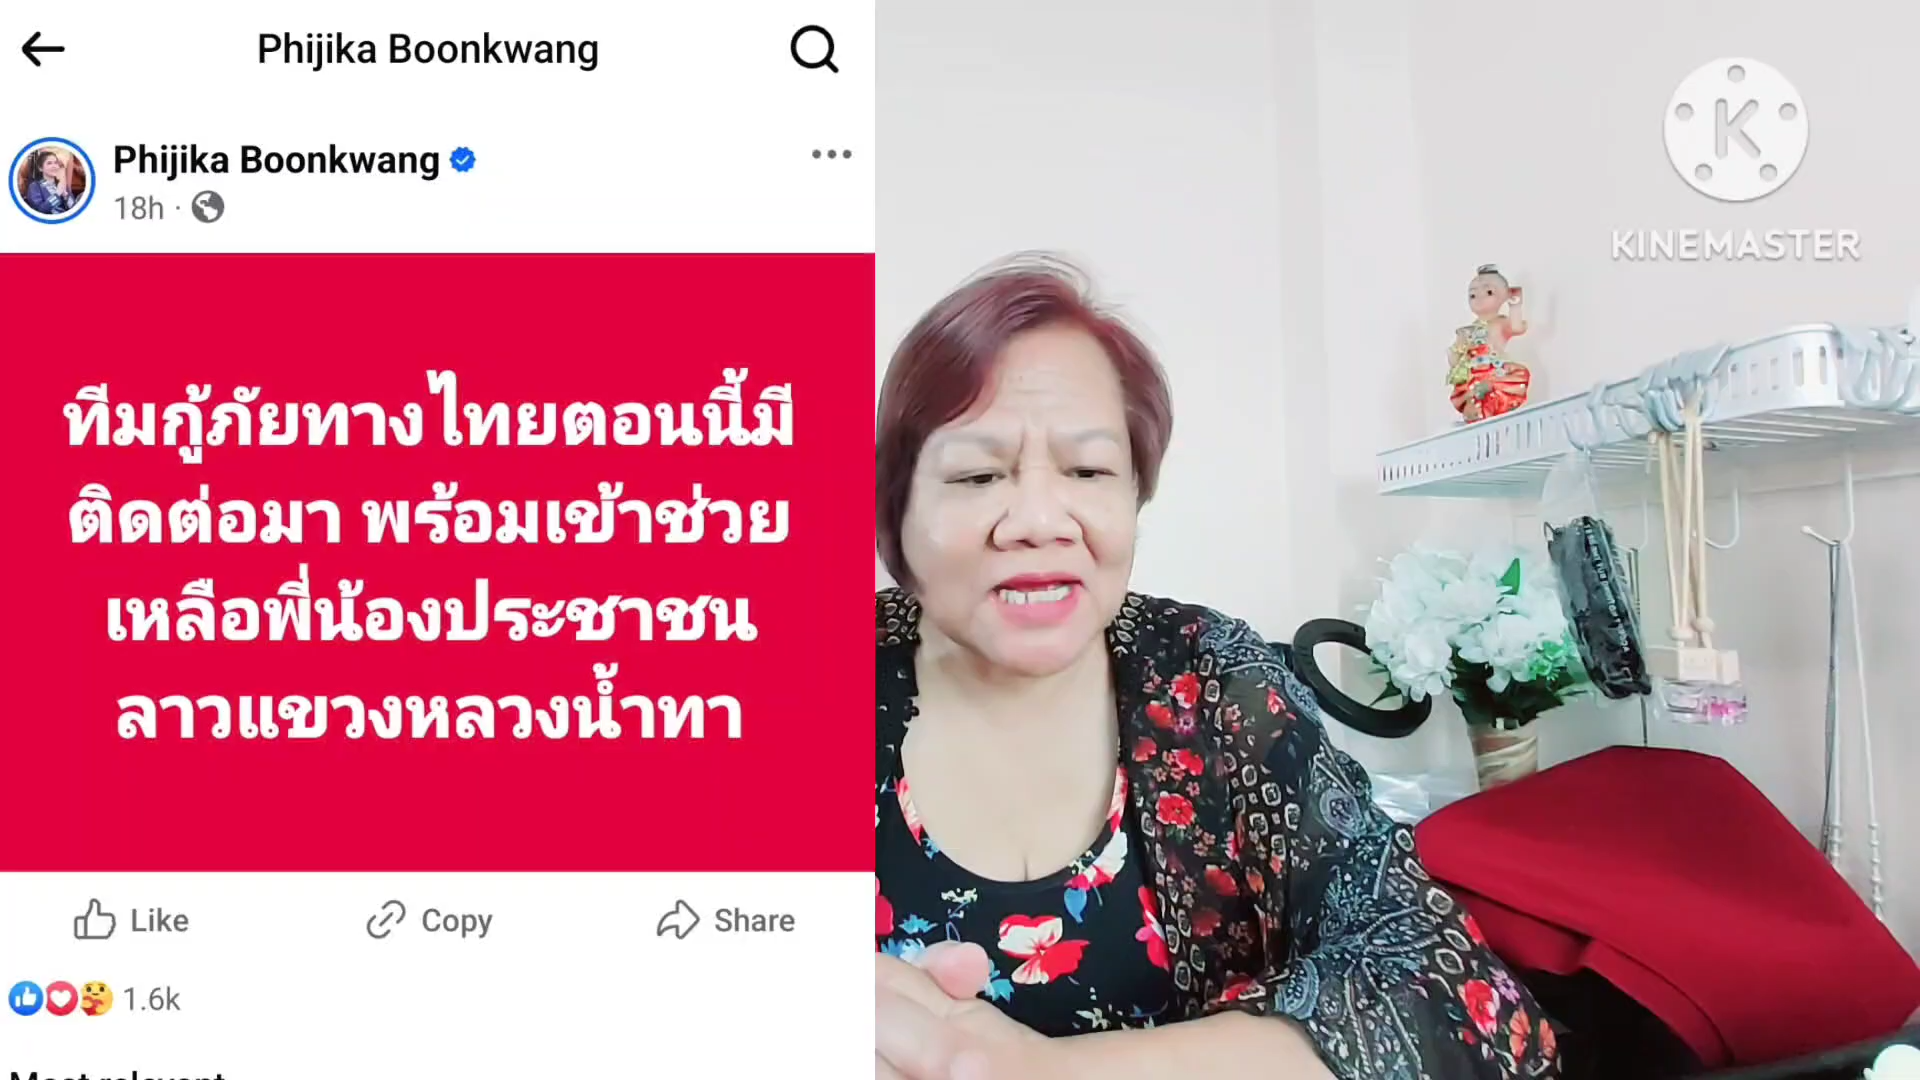 Phijika Boonkwang
Phijika Boonkwang
18h ·
ทีมกู้ภัยทางไทยตอนนี้มี
ติดต่อมา พร้อมเข้าช่วย
เหลือพี่น้องประชาชน
ลาวแขวงหลวงน้ำทา
Like
Copy
Share
1.6k
Most relevant
K
KINEMASTER